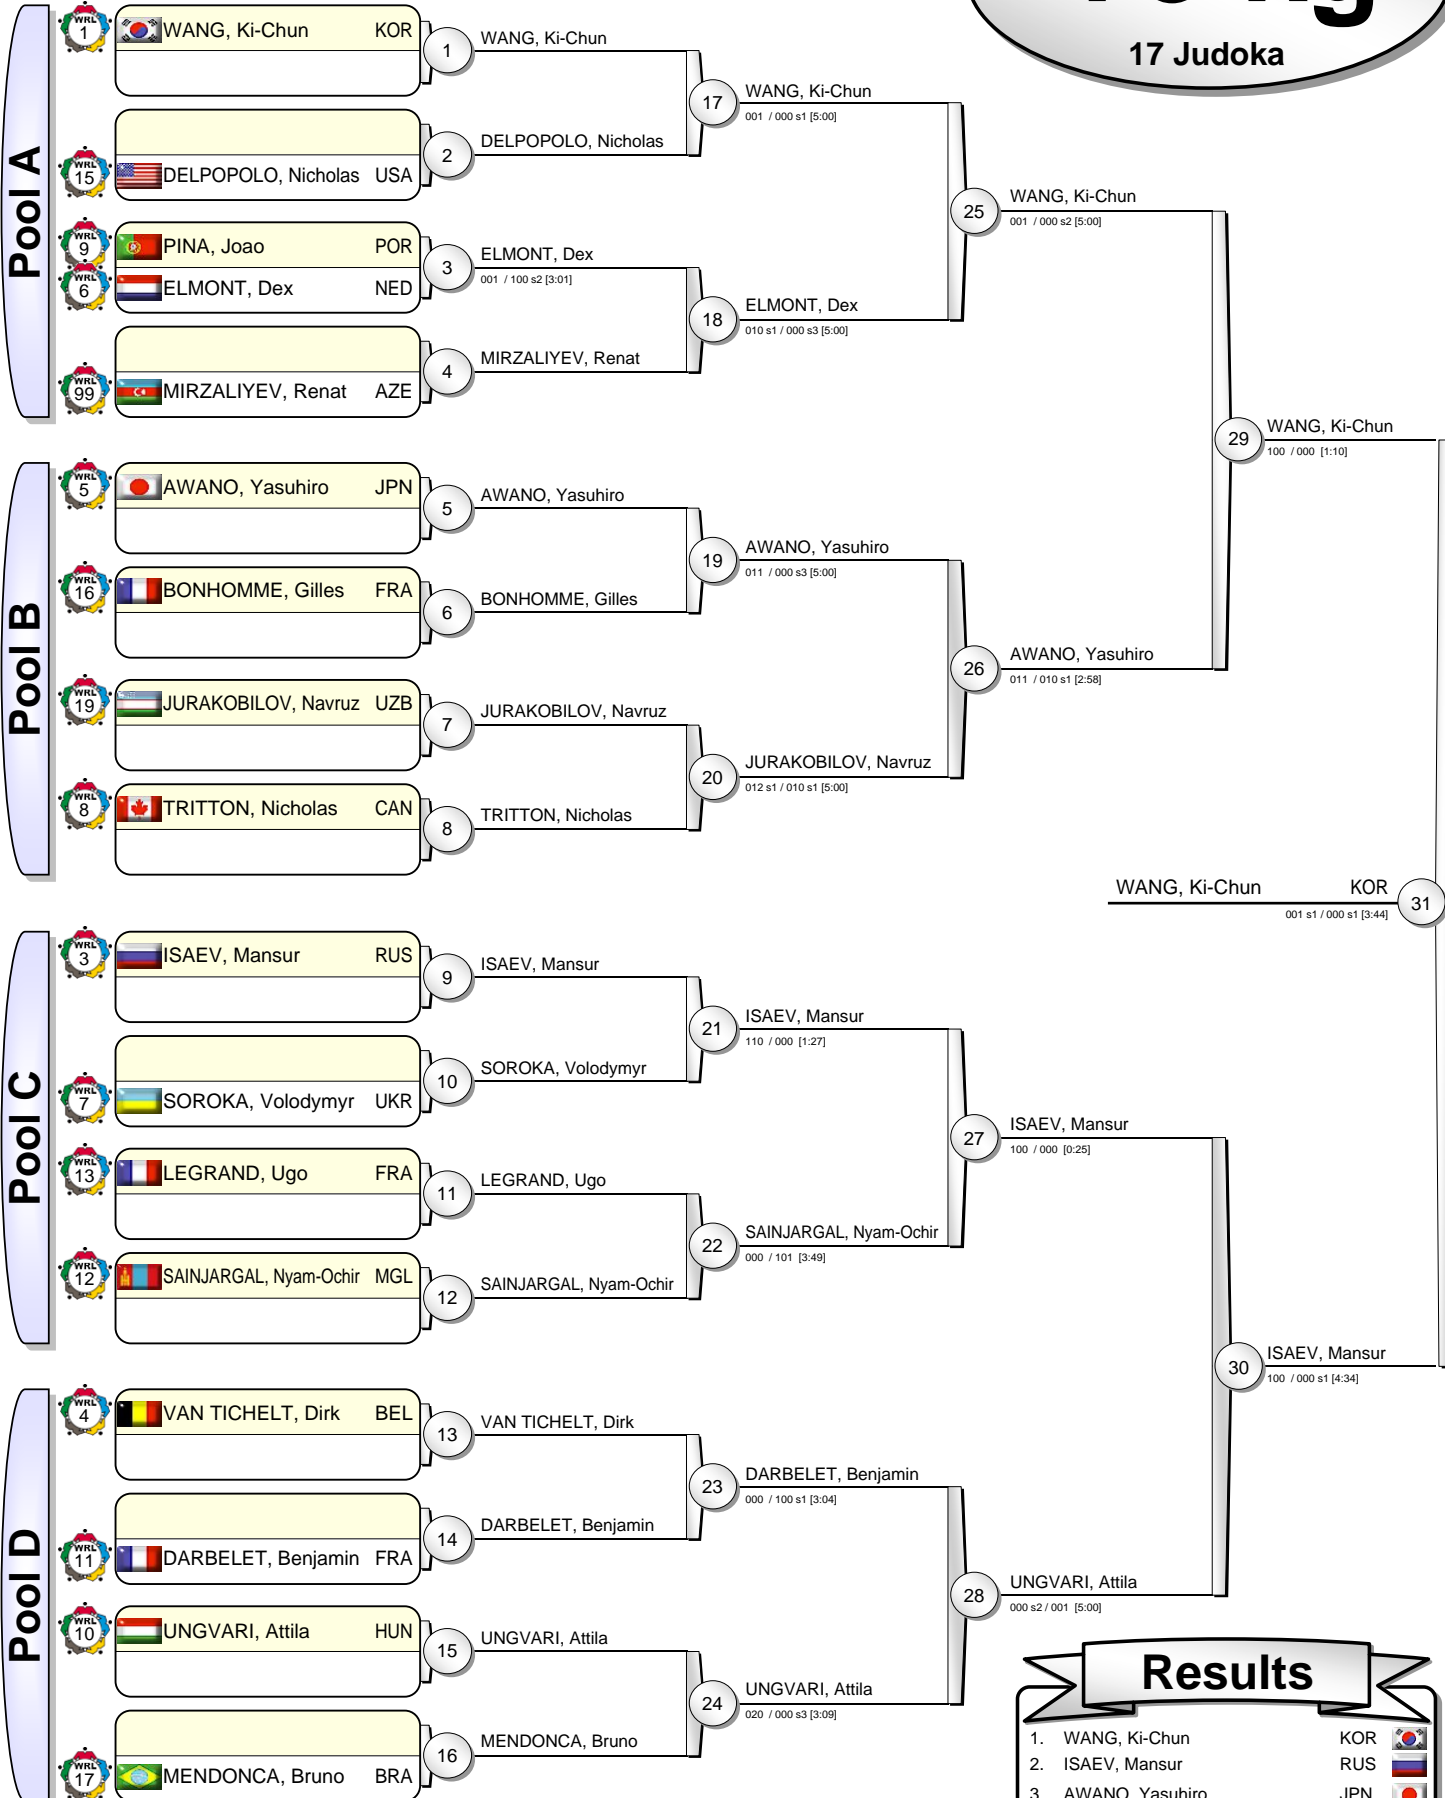 17 Judoka
Pool A
WRL 1 WANG, Ki-Chun KOR
WRL 15 DELPOPOLO, Nicholas USA
WRL 9 PINA, Joao POR
WRL 6 ELMONT, Dex NED
WRL 99 MIRZALIYEV, Renat AZE
1 WANG, Ki-Chun
2 DELPOPOLO, Nicholas
3 ELMONT, Dex
001 / 100 s2 [3:01]
4 MIRZALIYEV, Renat
17 WANG, Ki-Chun
001 / 000 s1 [5:00]
18 ELMONT, Dex
010 s1 / 000 s3 [5:00]
25 WANG, Ki-Chun
001 / 000 s2 [5:00]
Pool B
WRL 5 AWANO, Yasuhiro JPN
WRL 16 BONHOMME, Gilles FRA
WRL 19 JURAKOBILOV, Navruz UZB
WRL 8 TRITTON, Nicholas CAN
5 AWANO, Yasuhiro
6 BONHOMME, Gilles
7 JURAKOBILOV, Navruz
8 TRITTON, Nicholas
19 AWANO, Yasuhiro
011 / 000 s3 [5:00]
20 JURAKOBILOV, Navruz
012 s1 / 010 s1 [5:00]
26 AWANO, Yasuhiro
011 / 010 s1 [2:58]
29 WANG, Ki-Chun
100 / 000 [1:10]
WANG, Ki-Chun KOR 31
001 s1 / 000 s1 [3:44]
Pool C
WRL 3 ISAEV, Mansur RUS
WRL 7 SOROKA, Volodymyr UKR
WRL 13 LEGRAND, Ugo FRA
WRL 12 SAINJARGAL, Nyam-Ochir MGL
9 ISAEV, Mansur
10 SOROKA, Volodymyr
11 LEGRAND, Ugo
12 SAINJARGAL, Nyam-Ochir
21 ISAEV, Mansur
110 / 000 [1:27]
22 SAINJARGAL, Nyam-Ochir
000 / 101 [3:49]
27 ISAEV, Mansur
100 / 000 [0:25]
Pool D
WRL 4 VAN TICHELT, Dirk BEL
WRL 11 DARBELET, Benjamin FRA
WRL 10 UNGVARI, Attila HUN
WRL 17 MENDONCA, Bruno BRA
13 VAN TICHELT, Dirk
14 DARBELET, Benjamin
15 UNGVARI, Attila
16 MENDONCA, Bruno
23 DARBELET, Benjamin
000 / 100 s1 [3:04]
24 UNGVARI, Attila
020 / 000 s3 [3:09]
28 UNGVARI, Attila
000 s2 / 001 [5:00]
30 ISAEV, Mansur
100 / 000 s1 [4:34]
Results
1. WANG, Ki-Chun KOR
2. ISAEV, Mansur RUS
3. AWANO, Yasuhiro JPN